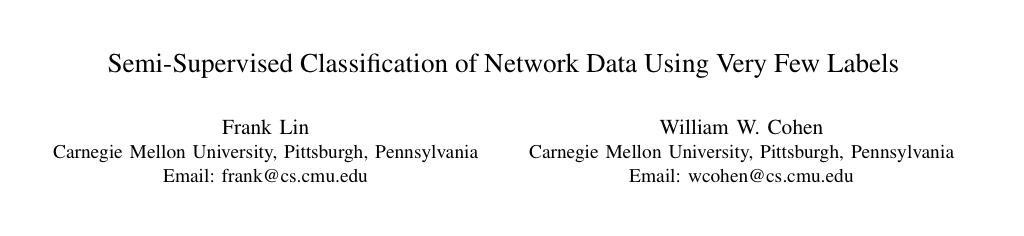 Semi-Supervised Classification of Network Data Using Very Few Labels
Frank Lin
Carnegie Mellon University, Pittsburgh, Pennsylvania
Email: frank@cs.cmu.edu
William W. Cohen
Carnegie Mellon University, Pittsburgh, Pennsylvania
Email: wcohen@cs.cmu.edu